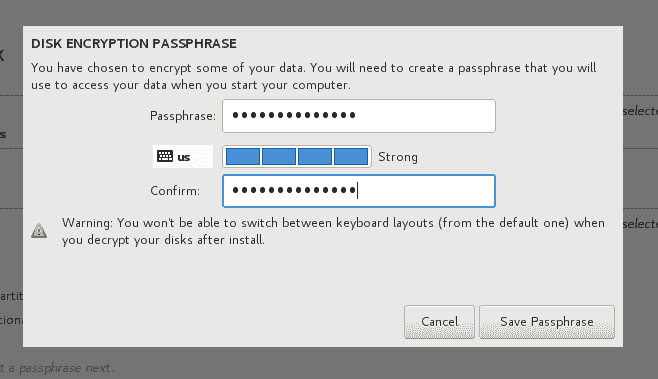 DISK ENCRYPTION PASSPHRASE
You have chosen to encrypt some of your data. You will need to create a passphrase that you will
use to access your data when you start your computer.
Passphrase: ••••••••••••••
us Strong
Confirm: ••••••••••••••
Warning: You won't be able to switch between keyboard layouts (from the default one) when
you decrypt your disks after install.
Cancel Save Passphrase
t a passphrase next.